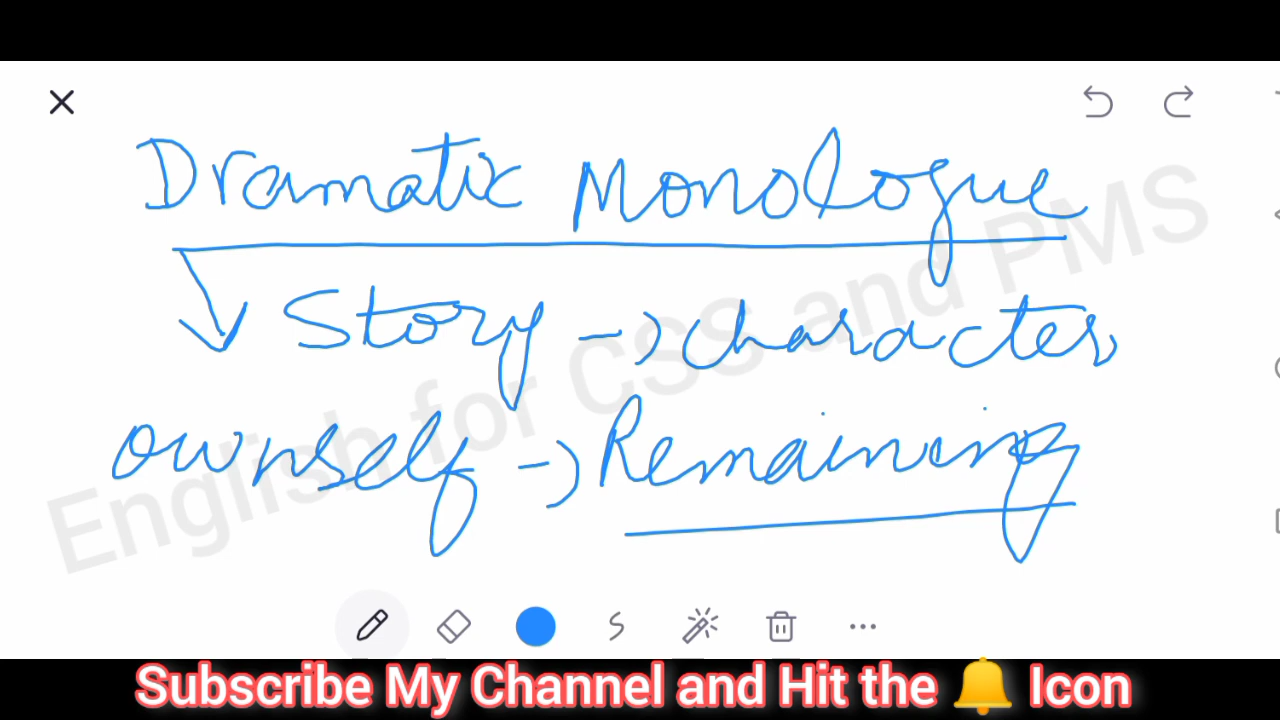 Dramatic Monologue
Story → character
ownself → Remaining
English for CSS and PMS
Subscribe My Channel and Hit the 🔔 Icon